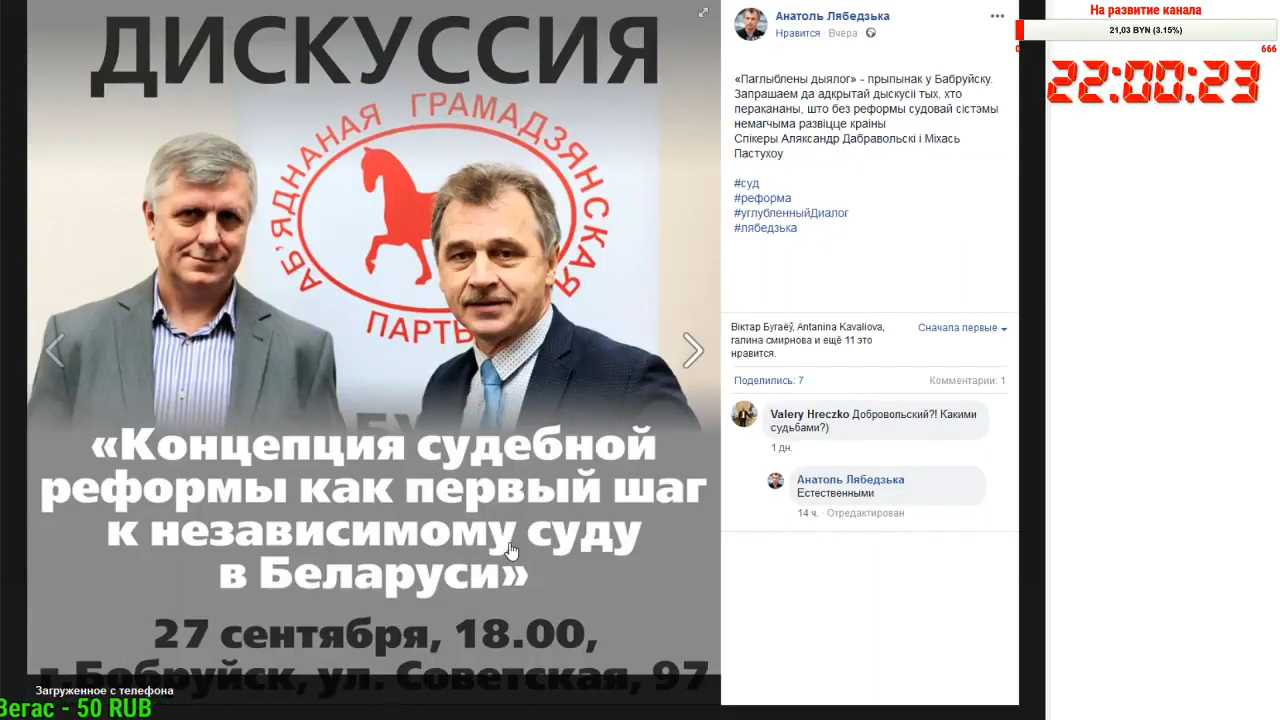 ДИСКУССИЯ
АБ'ЯДНАНАЯ ГРАМАДЗЯНСКАЯ
ПАРТЫ
«Концепция судебной
реформы как первый шаг
к независимому суду
в Беларуси»
27 сентября, 18.00,
г.Бобруйск, ул. Советская, 97
Загруженное с телефона
Вегас - 50 RUB
Анатоль Лябедзька
Нравится · Вчера ·
«Паглыблены дыялог» - прыпынак у Бабруйску.
Запрашаем да адкрытай дыскусіі тых, хто
перакананы, што без реформы судовай сістэмы
немагчыма развіцце краіны
Спікеры Аляксандр Дабравольскі і Міхась
Пастухоу
#суд
#реформа
#углубленныйДиалог
#лябедзька
Віктар Бугаёў, Antanina Kavaliova,
галина смирнова и ещё 11 это
нравится.
Сначала первые
Поделились: 7
Комментарии: 1
Valery Hreczko Добровольский?! Какими
судьбами?)
1 дн.
Анатоль Лябедзька
Естественными
14 ч. · Отредактирован
На развитие канала
21,03 BYN (3.15%)
0
666
22:00:23